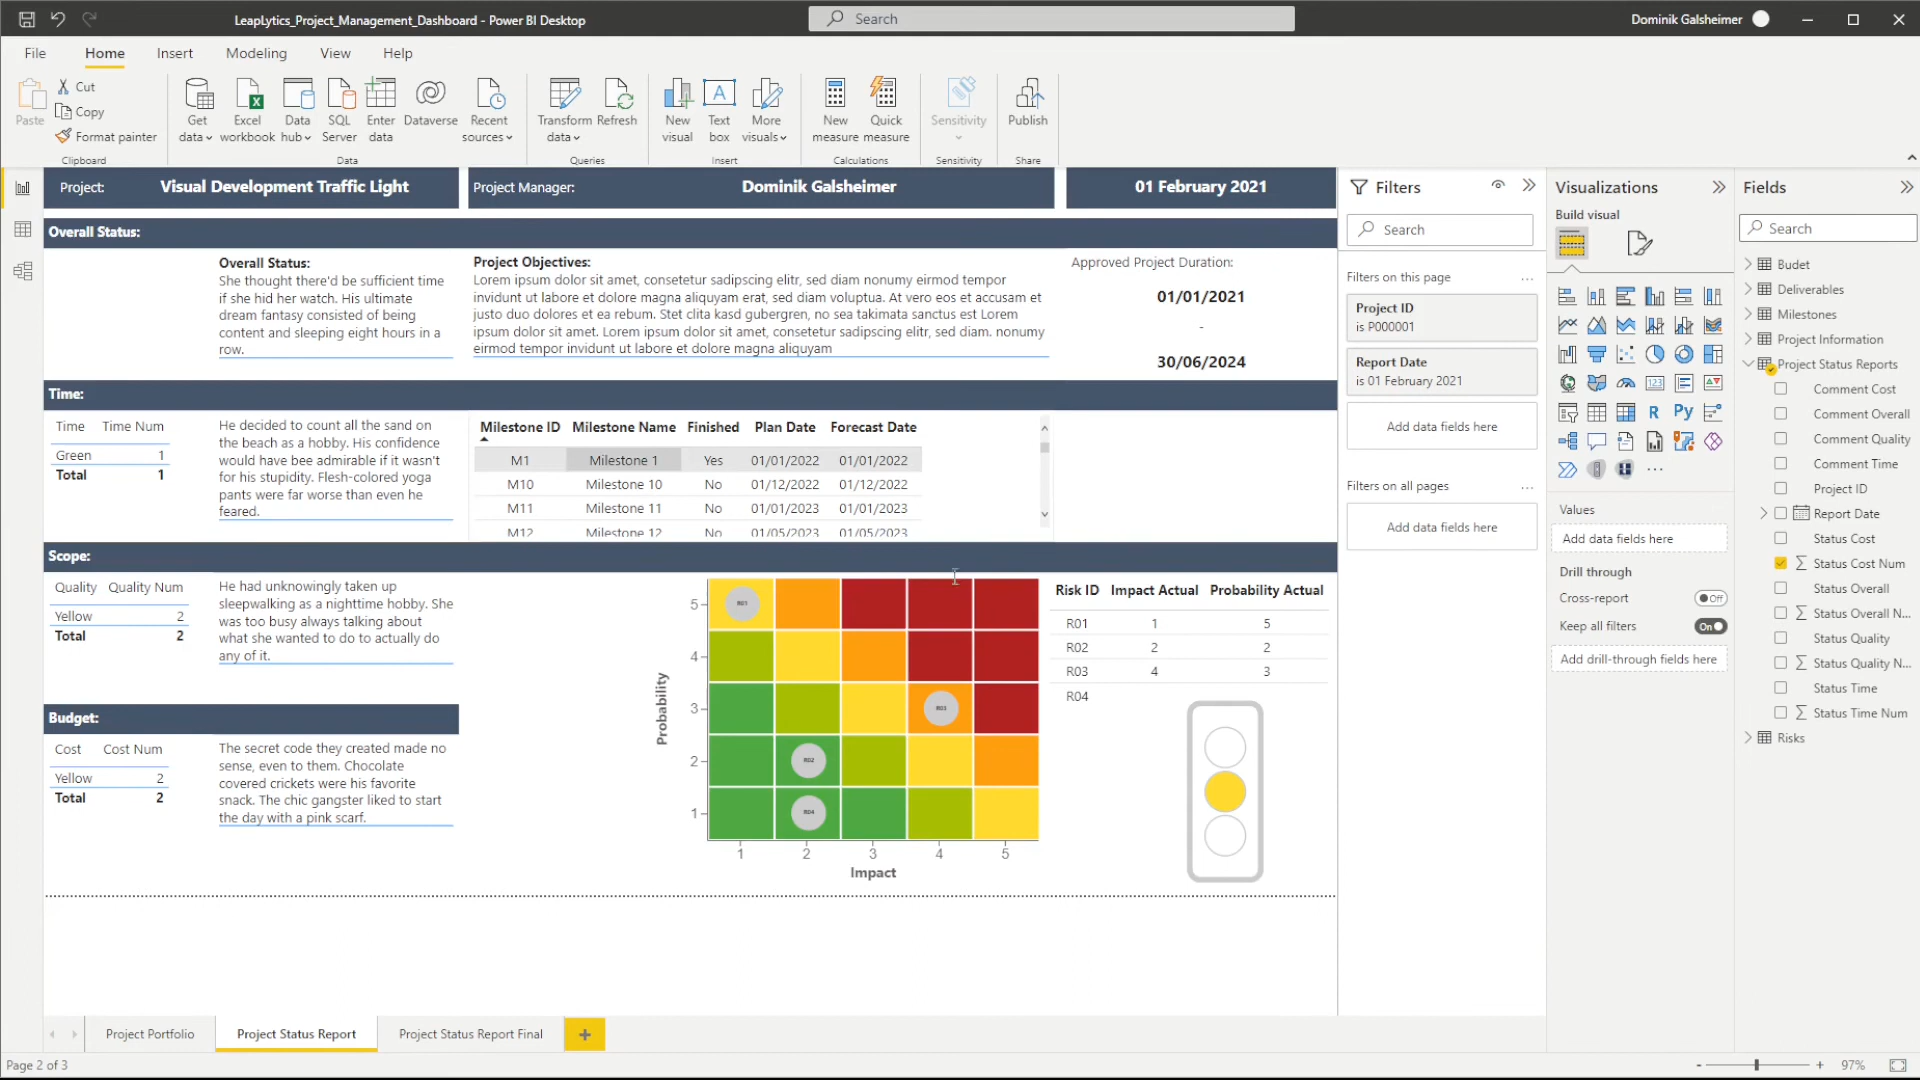 LeapLytics_Project_Management_Dashboard - Power BI Desktop
Search
Dominik Galsheimer
File
Home
Insert
Modeling
View
Help
Paste
Cut
Copy
Format painter
Clipboard
Get
data
Excel
workbook
Data
hub
SQL
Server
Enter
data
Dataverse
Recent
sources
Data
Transform
data
Refresh
Queries
New
visual
Text
box
More
visuals
Insert
New
measure
Quick
measure
Calculations
Sensitivity
Sensitivity
Publish
Share
Project: Visual Development Traffic Light
Project Manager: Dominik Galsheimer
01 February 2021
Overall Status:
Overall Status:
She thought there'd be sufficient time
if she hid her watch. His ultimate
dream fantasy consisted of being
content and sleeping eight hours in a
row.
Project Objectives:
Lorem ipsum dolor sit amet, consetetur sadipscing elitr, sed diam nonumy eirmod tempor
invidunt ut labore et dolore magna aliquyam erat, sed diam voluptua. At vero eos et accusam et
justo duo dolores et ea rebum. Stet clita kasd gubergren, no sea takimata sanctus est Lorem
ipsum dolor sit amet. Lorem ipsum dolor sit amet, consetetur sadipscing elitr, sed diam. nonumy
eirmod tempor invidunt ut labore et dolore magna aliquyam
Approved Project Duration:
01/01/2021
-
30/06/2024
Time:
Time Time Num
Green 1
Total 1
He decided to count all the sand on
the beach as a hobby. His confidence
would have bee admirable if it wasn't
for his stupidity. Flesh-colored yoga
pants were far worse than even he
feared.
Milestone ID Milestone Name Finished Plan Date Forecast Date
M1 Milestone 1 Yes 01/01/2022 01/01/2022
M10 Milestone 10 No 01/12/2022 01/12/2022
M11 Milestone 11 No 01/01/2023 01/01/2023
M12 Milestone 12 No 01/05/2023 01/05/2023
Scope:
Quality Quality Num
Yellow 2
Total 2
He had unknowingly taken up
sleepwalking as a nighttime hobby. She
was too busy always talking about
what she wanted to do to actually do
any of it.
Budget:
Cost Cost Num
Yellow 2
Total 2
The secret code they created made no
sense, even to them. Chocolate
covered crickets were his favorite
snack. The chic gangster liked to start
the day with a pink scarf.
Probability
5
4
3
2
1
R01
R03
R02
R04
1 2 3 4 5
Impact
Risk ID Impact Actual Probability Actual
R01 1 5
R02 2 2
R03 4 3
R04
Filters
Search
Filters on this page
Project ID
is P000001
Report Date
is 01 February 2021
Add data fields here
Filters on all pages
Add data fields here
Visualizations
Build visual
123
R
Py
Values
Add data fields here
Drill through
Cross-report Off
Keep all filters On
Add drill-through fields here
Fields
Search
Budet
Deliverables
Milestones
Project Information
Project Status Reports
Comment Cost
Comment Overall
Comment Quality
Comment Time
Project ID
Report Date
Status Cost
Status Cost Num
Status Overall
Status Overall N...
Status Quality
Status Quality N...
Status Time
Status Time Num
Risks
Project Portfolio
Project Status Report
Project Status Report Final
Page 2 of 3
97%